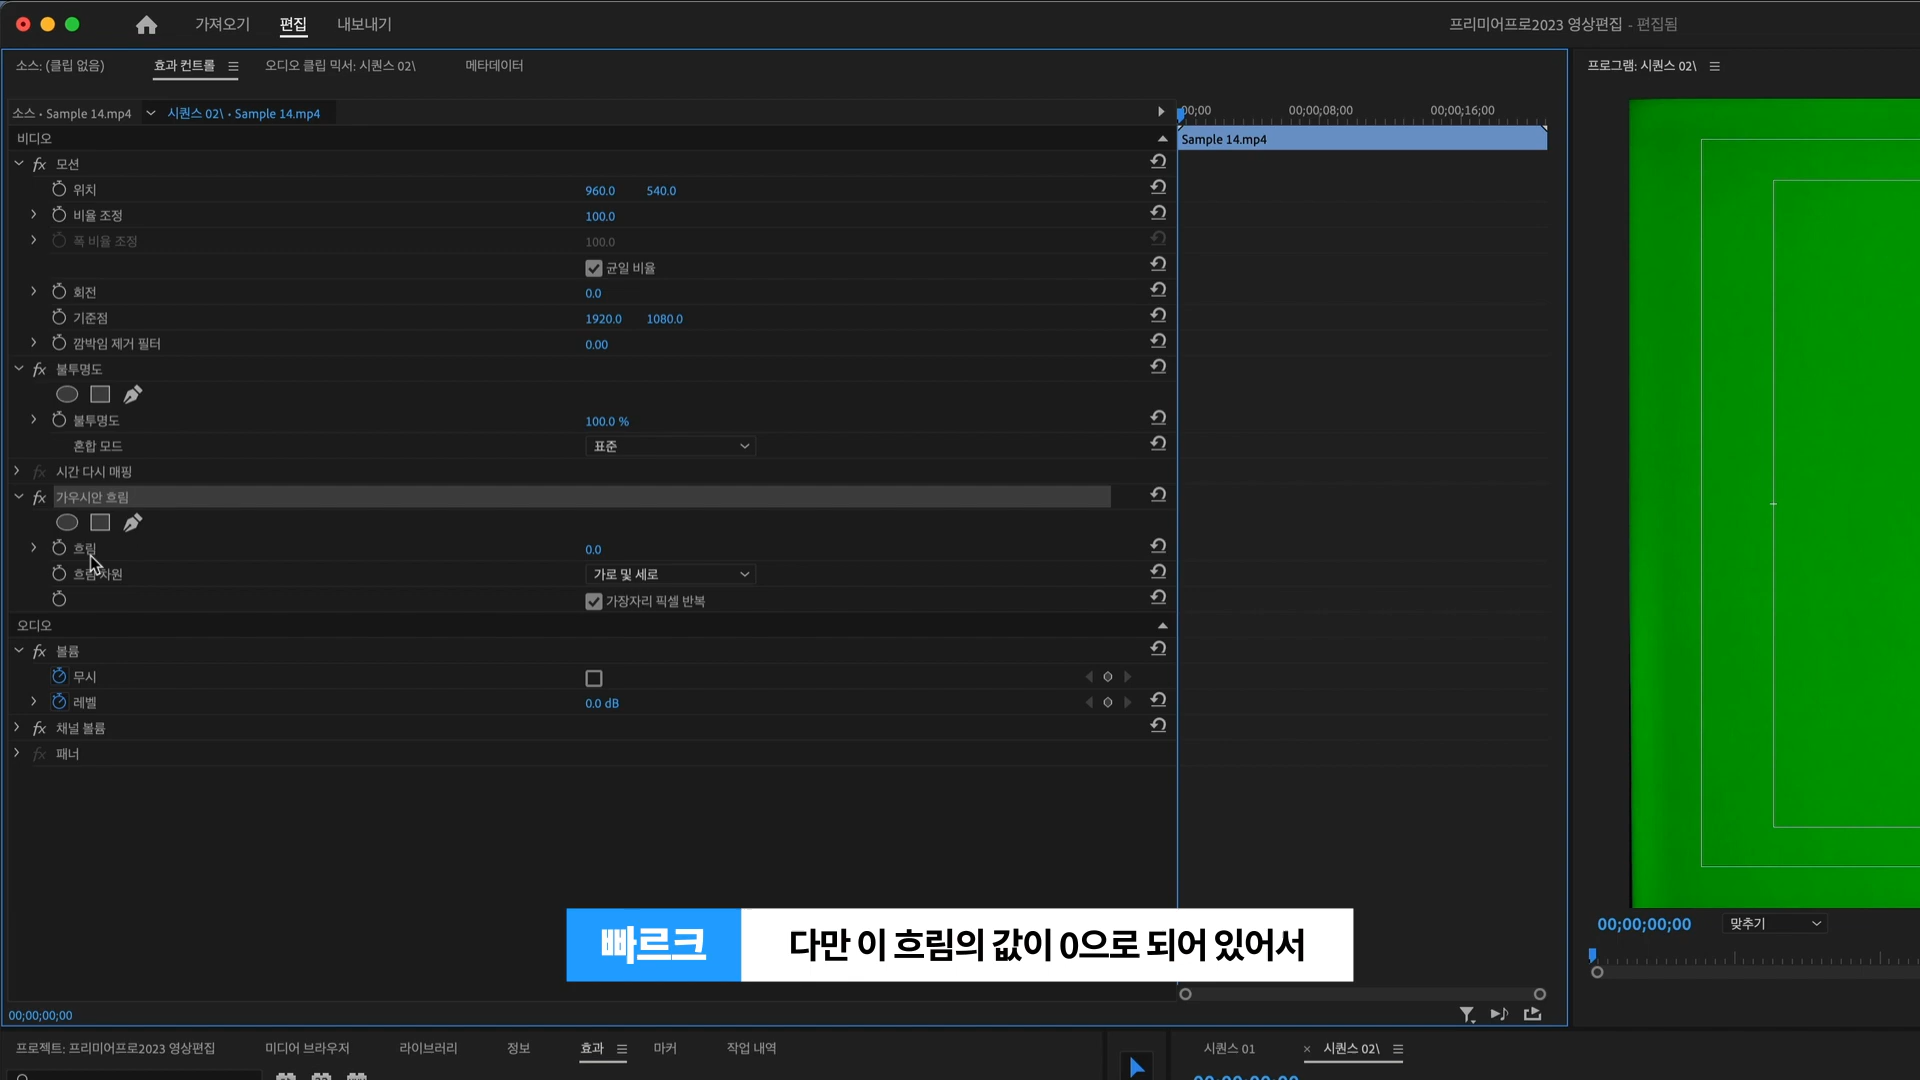 가져오기
편집
내보내기
프리미어프로2023 영상편집 - 편집됨
소스: (클립 없음)
효과 컨트롤
오디오 클립 믹서: 시퀀스 02\
메타데이터
프로그램: 시퀀스 02\
소스 · Sample 14.mp4
시퀀스 02\ · Sample 14.mp4
00;00
00;00;08;00
00;00;16;00
비디오
Sample 14.mp4
fx 모션
위치 960.0 540.0
비율 조정 100.0
폭 비율 조정 100.0
균일 비율
회전 0.0
기준점 1920.0 1080.0
깜박임 제거 필터 0.00
fx 불투명도
불투명도 100.0 %
혼합 모드 표준
fx 시간 다시 매핑
fx 가우시안 흐림
흐림 0.0
흐림 차원 가로 및 세로
가장자리 픽셀 반복
오디오
fx 볼륨
무시
레벨 0.0 dB
fx 채널 볼륨
fx 패너
빠르크
다만 이 흐림의 값이 0으로 되어 있어서
00;00;00;00
맞추기
00;00;00;00
프로젝트: 프리미어프로2023 영상편집
미디어 브라우저
라이브러리
정보
효과
마커
작업 내역
시퀀스 01
× 시퀀스 02\